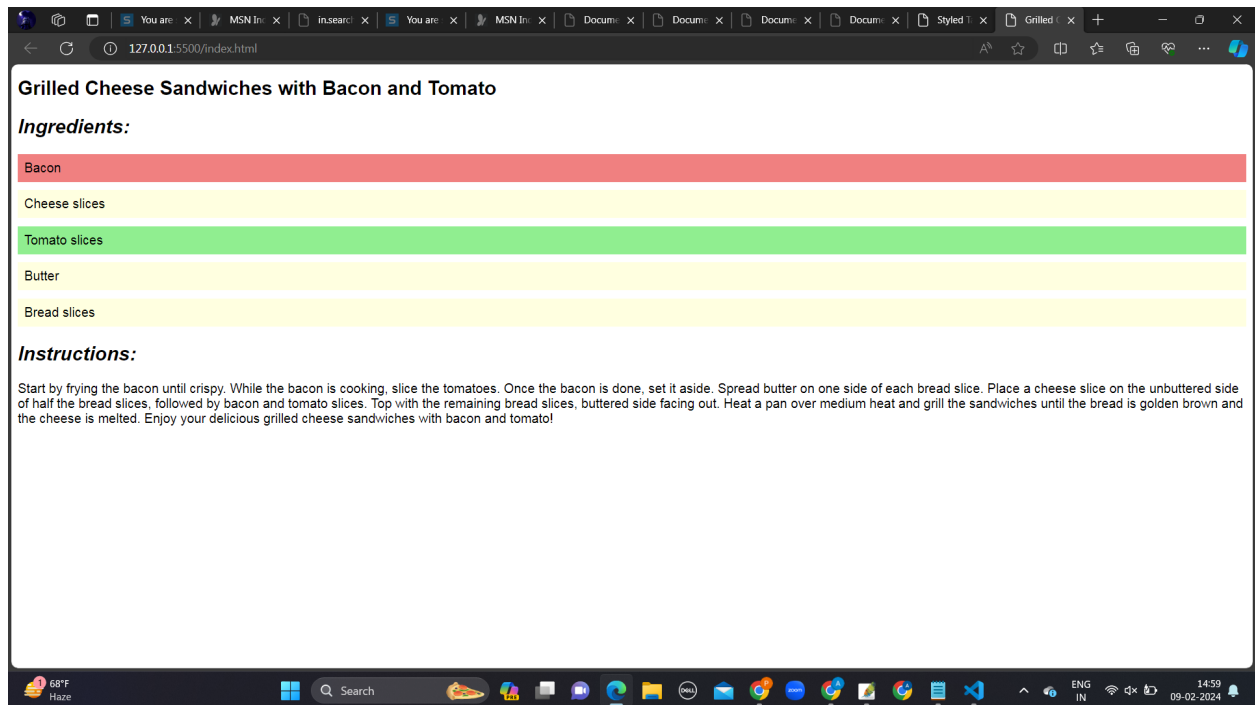 You are
MSN Inc
in.search
You are
MSN Inc
Docume
Docume
Docume
Docume
Styled T
Grilled C
127.0.0.1:5500/index.html
Grilled Cheese Sandwiches with Bacon and Tomato
Ingredients:
Bacon
Cheese slices
Tomato slices
Butter
Bread slices
Instructions:
Start by frying the bacon until crispy. While the bacon is cooking, slice the tomatoes. Once the bacon is done, set it aside. Spread butter on one side of each bread slice. Place a cheese slice on the unbuttered side
of half the bread slices, followed by bacon and tomato slices. Top with the remaining bread slices, buttered side facing out. Heat a pan over medium heat and grill the sandwiches until the bread is golden brown and
the cheese is melted. Enjoy your delicious grilled cheese sandwiches with bacon and tomato!
1
68°F
Haze
Search
PRE
DELL
zoom
ENG
IN
14:59
09-02-2024